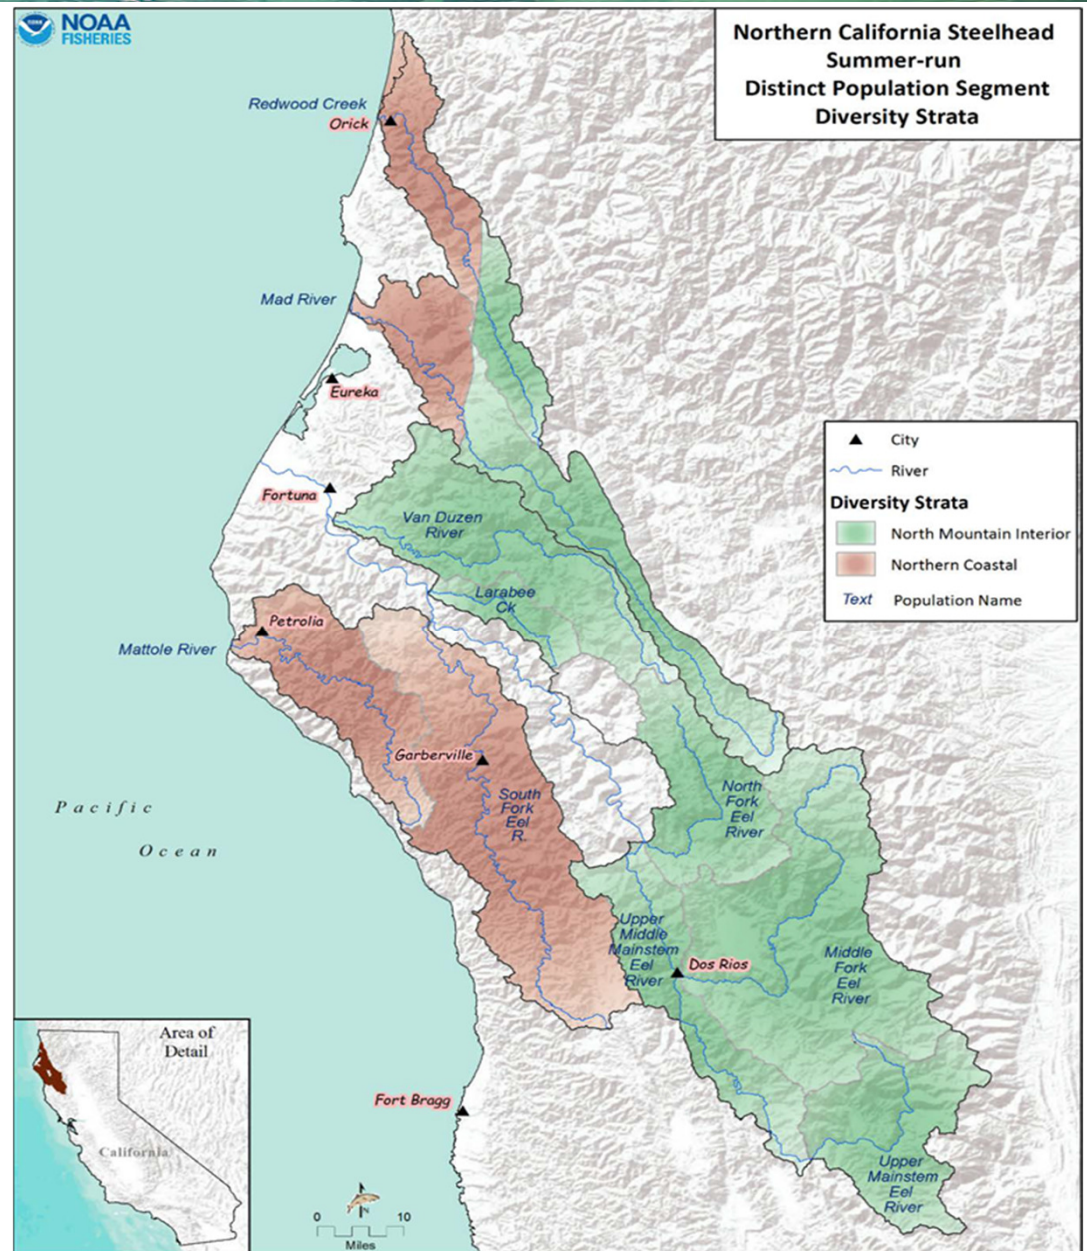 NOAA
FISHERIES
Northern California Steelhead
Summer-run
Distinct Population Segment
Diversity Strata
Redwood Creek
Orick
Mad River
Eureka
Fortuna
Van Duzen
River
Larabee
Ck
Petrolia
Mattole River
Garberville
South
Fork
Eel
R.
North
Fork
Eel
River
Upper
Middle
Mainstem
Eel
River
Dos Rios
Middle
Fork
Eel
River
Upper
Mainstem
Eel
River
Fort Bragg
Pacific
Ocean
City
River
Diversity Strata
North Mountain Interior
Northern Coastal
Text Population Name
Area of
Detail
California
N
0 10
Miles